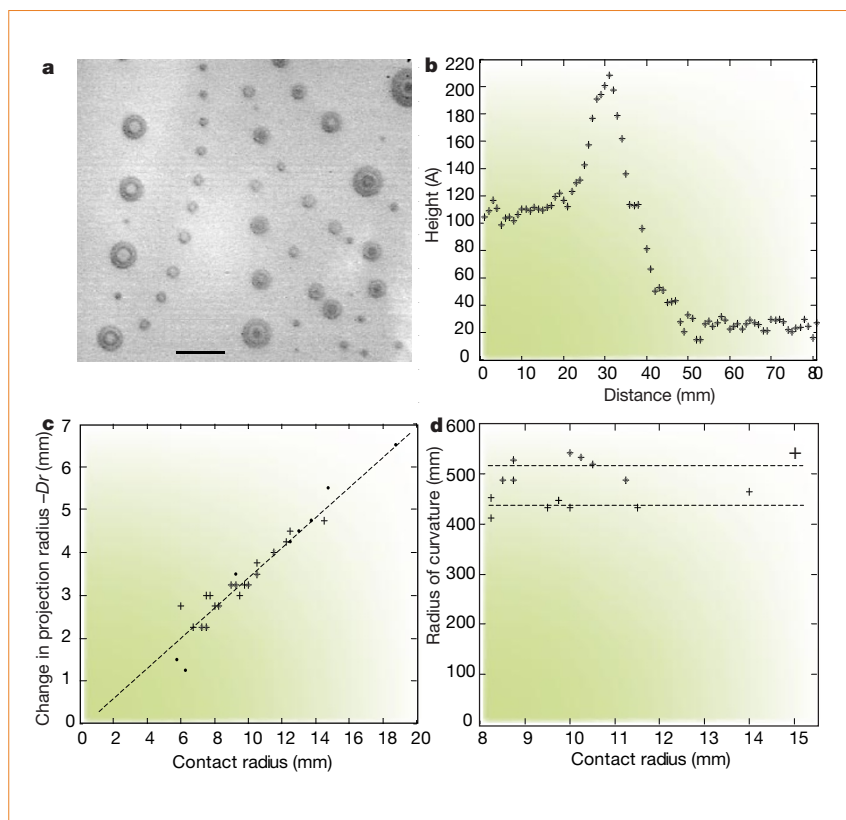 a
b
220
200
180
160
140
120
100
80
60
40
20
0
Height (A)
0 10 20 30 40 50 60 70 80
Distance (mm)
c
7
6
5
4
3
2
1
0
Change in projection radius –Dr (mm)
0 2 4 6 8 10 12 14 16 18 20
Contact radius (mm)
d
600
500
400
300
200
100
0
Radius of curvature (mm)
8 9 10 11 12 13 14 15
Contact radius (mm)